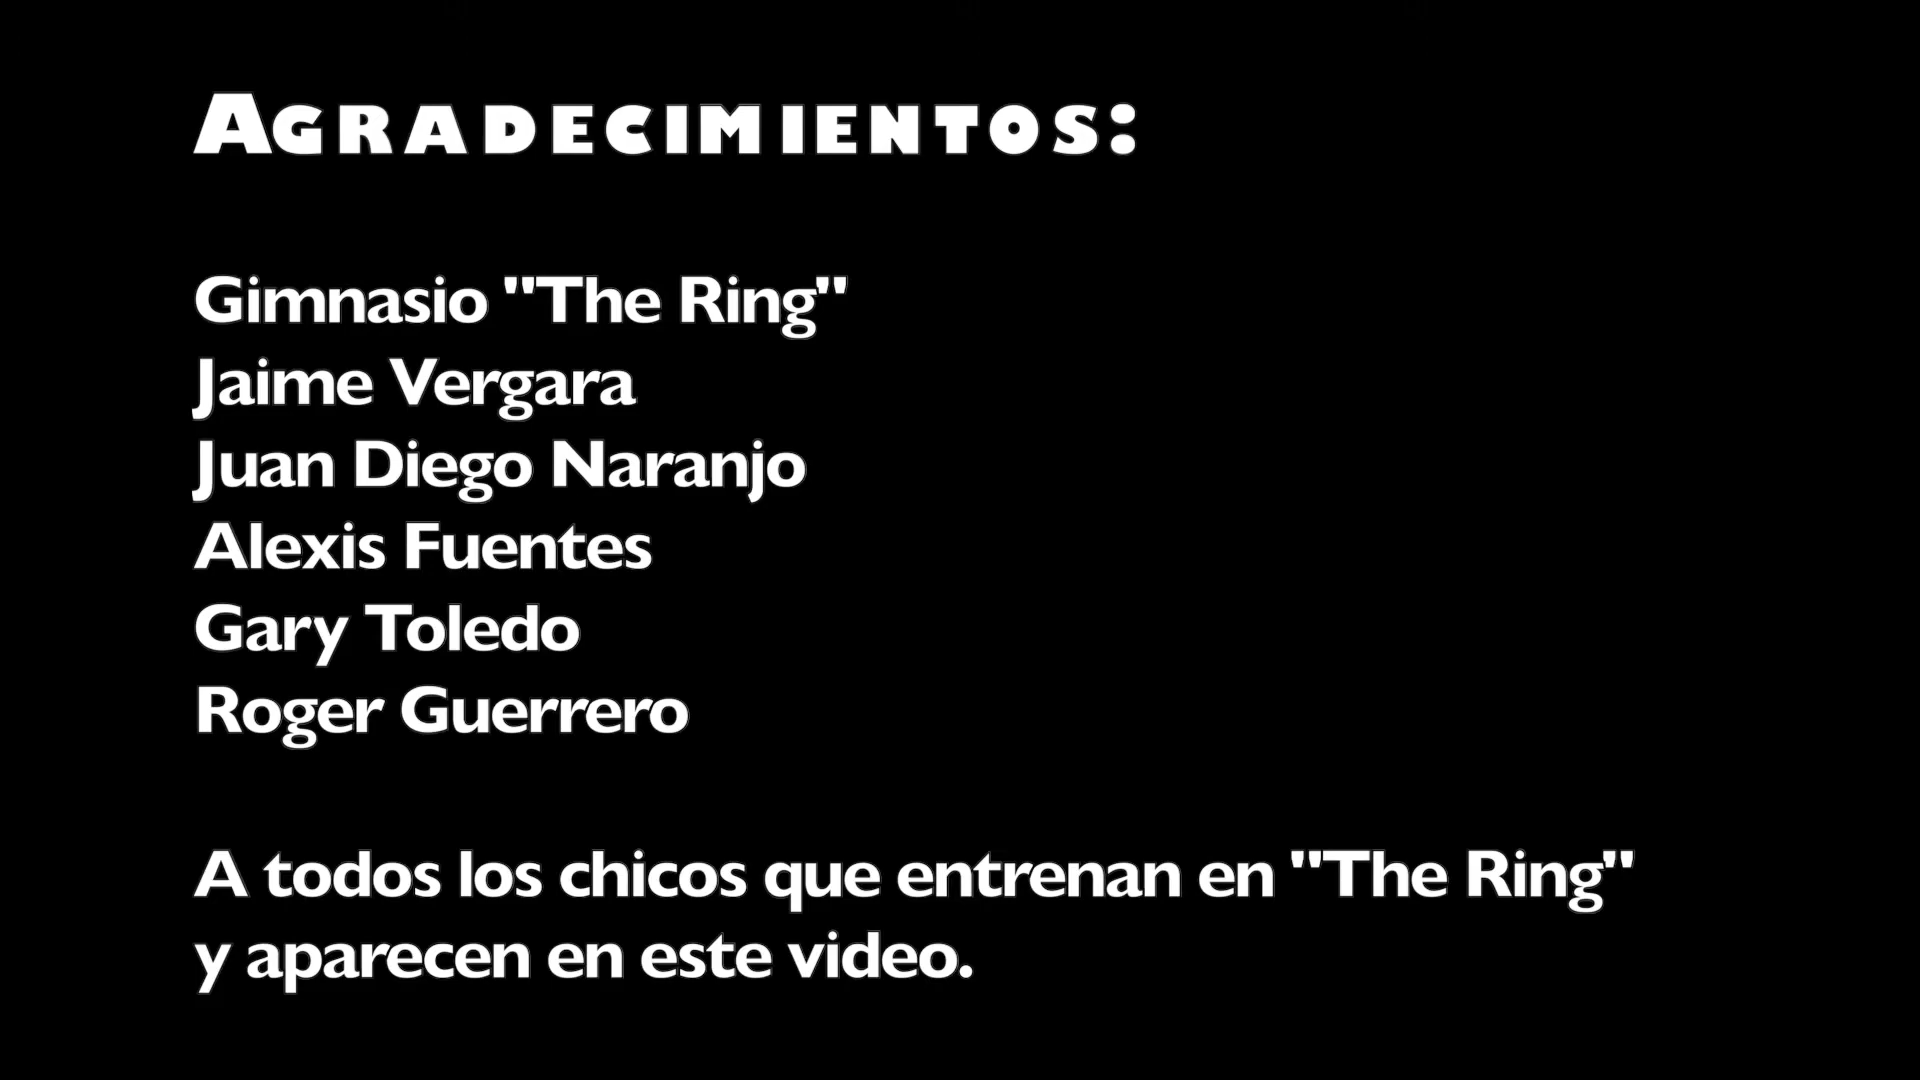 AGRADECIMIENTOS:
Gimnasio "The Ring"
Jaime Vergara
Juan Diego Naranjo
Alexis Fuentes
Gary Toledo
Roger Guerrero
A todos los chicos que entrenan en "The Ring"
y aparecen en este video.